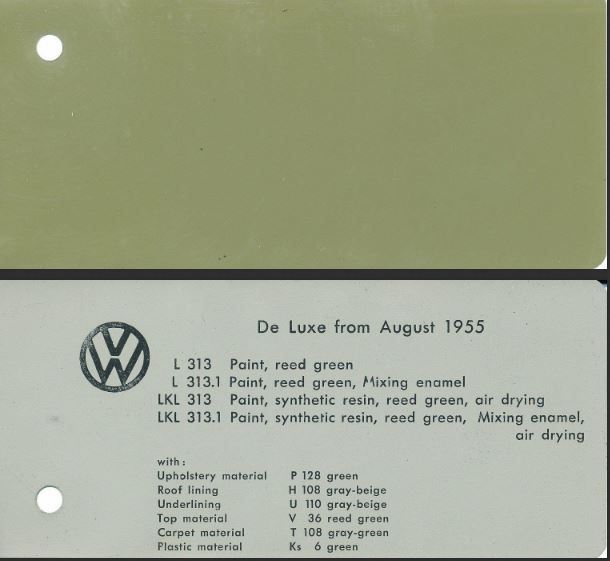 De Luxe from August 1955
VW
L 313 Paint, reed green
L 313.1 Paint, reed green, Mixing enamel
LKL 313 Paint, synthetic resin, reed green, air drying
LKL 313.1 Paint, synthetic resin, reed green, Mixing enamel,
air drying
with:
Upholstery material P 128 green
Roof lining H 108 gray-beige
Underlining U 110 gray-beige
Top material V 36 reed green
Carpet material T 108 gray-green
Plastic material Ks 6 green